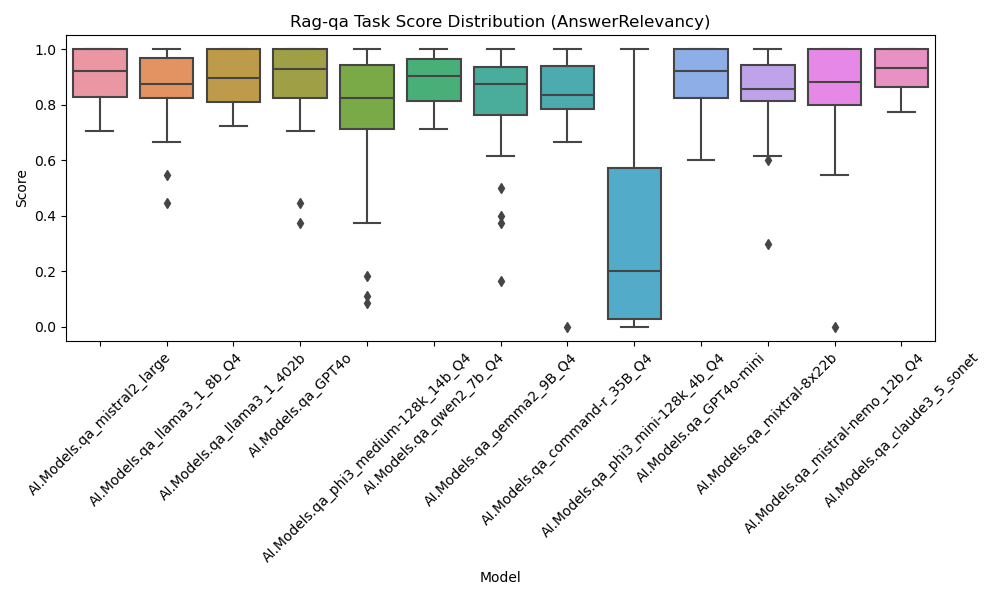 Rag-qa Task Score Distribution (AnswerRelevancy)
1.0
0.8
0.6
0.4
0.2
0.0
Score
AI.Models.qa_mistral2_large
AI.Models.qa_llama3_1_8b_Q4
AI.Models.qa_llama3_1_402b
AI.Models.qa_GPT4o
AI.Models.qa_phi3_medium-128k_14b_Q4
AI.Models.qa_qwen2_7b_Q4
AI.Models.qa_gemma2_9B_Q4
AI.Models.qa_command-r_35B_Q4
AI.Models.qa_phi3_mini-128k_4b_Q4
AI.Models.qa_GPT4o-mini
AI.Models.qa_mixtral-8x22b
AI.Models.qa_mistral-nemo_12b_Q4
AI.Models.qa_claude3_5_sonet
Model